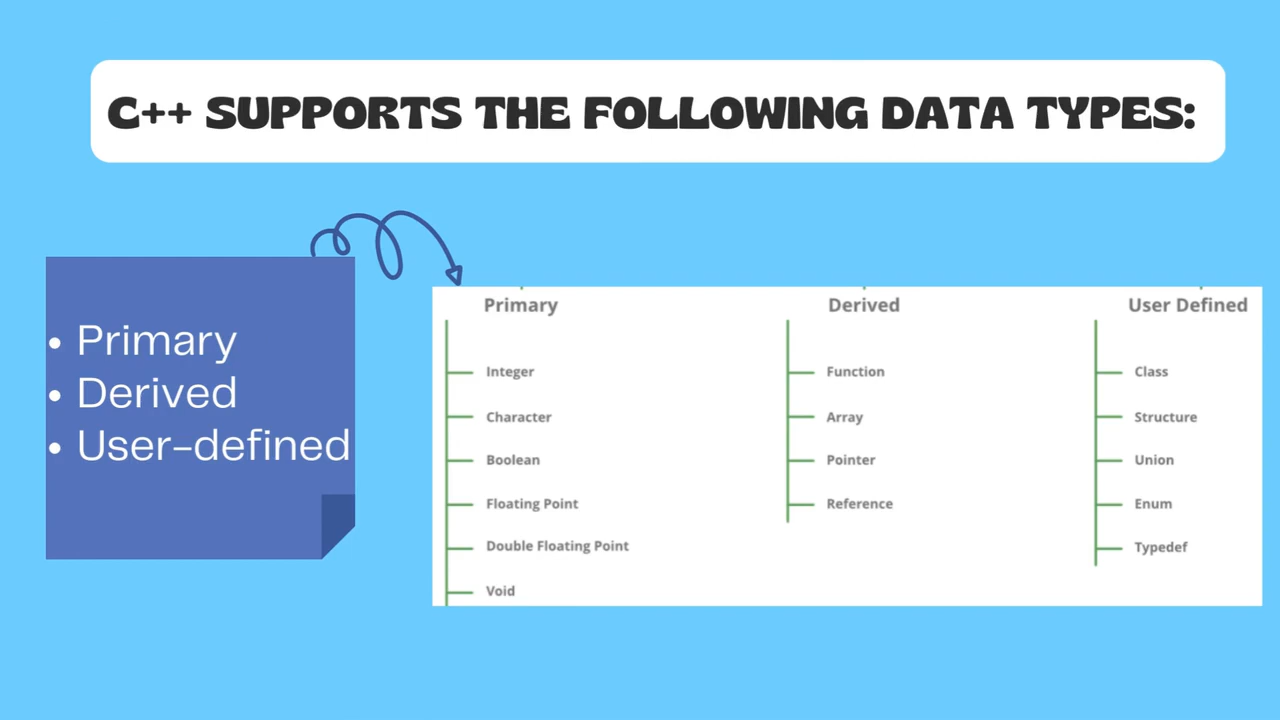 C++ SUPPORTS THE FOLLOWING DATA TYPES:
• Primary
• Derived
• User-defined
Primary
Integer
Character
Boolean
Floating Point
Double Floating Point
Void
Derived
Function
Array
Pointer
Reference
User Defined
Class
Structure
Union
Enum
Typedef